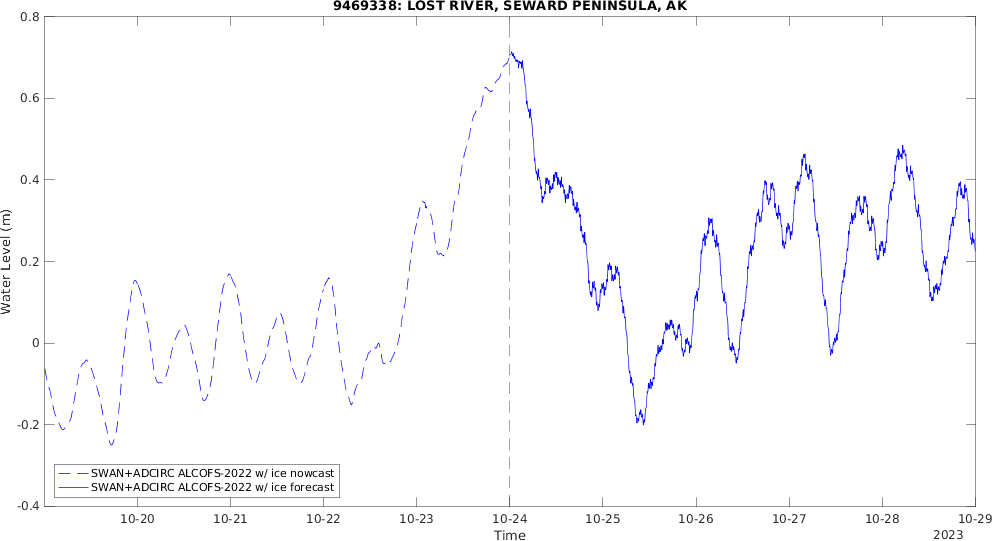 9469338: LOST RIVER, SEWARD PENINSULA, AK
0.8
0.6
0.4
0.2
0
-0.2
-0.4
Water Level (m)
SWAN+ADCIRC ALCOFS-2022 w/ ice nowcast
SWAN+ADCIRC ALCOFS-2022 w/ ice forecast
10-20 10-21 10-22 10-23 10-24 10-25 10-26 10-27 10-28 10-29
Time
2023